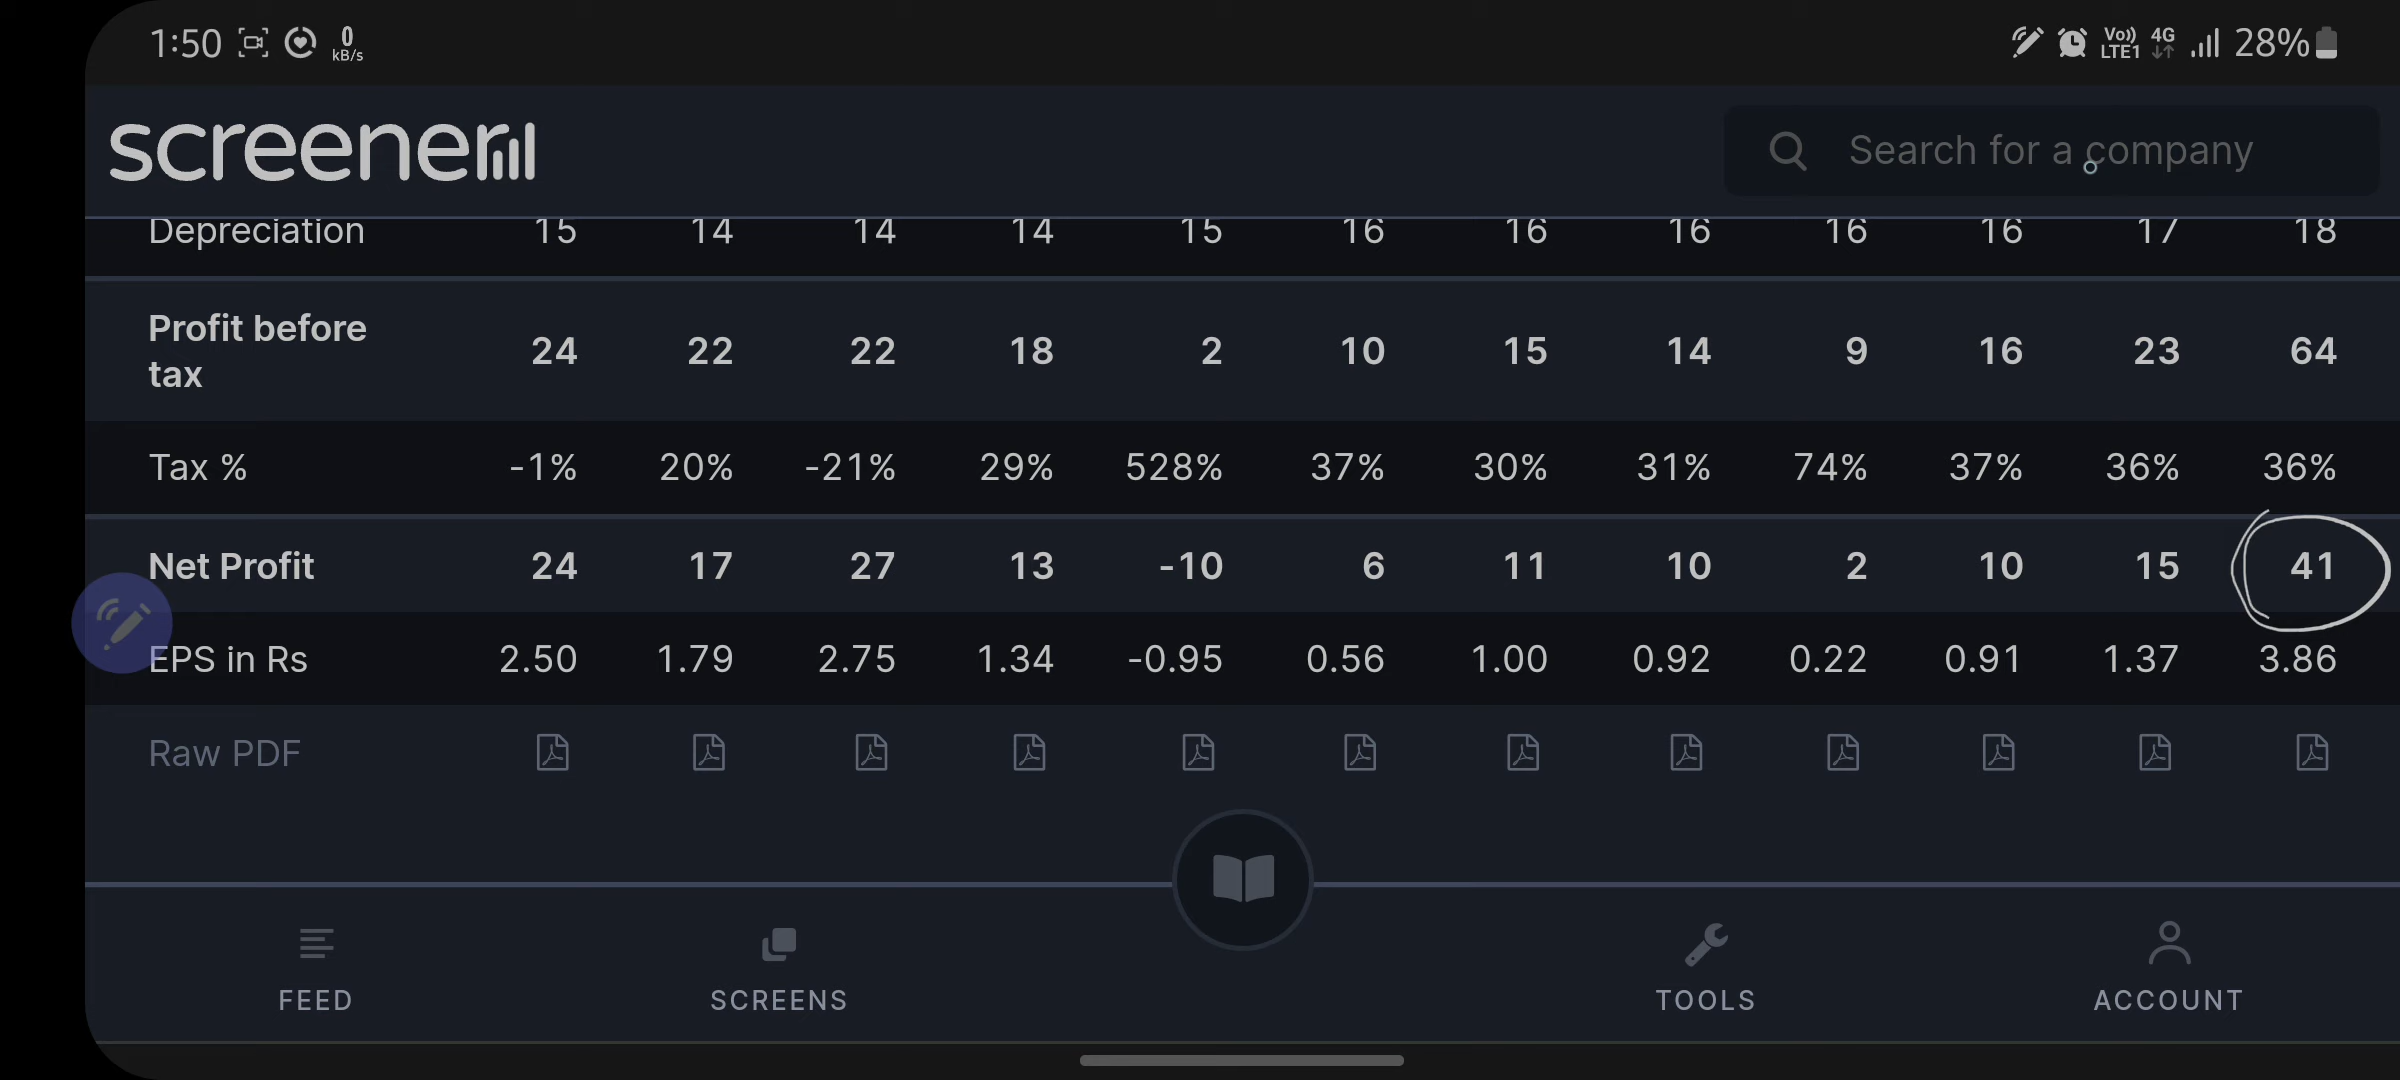 1:50 0 kB/s Vo)) LTE1 4G 28%
screener Search for a company
Depreciation 15 14 14 14 15 16 16 16 16 16 17 18
Profit before tax 24 22 22 18 2 10 15 14 9 16 23 64
Tax % -1% 20% -21% 29% 528% 37% 30% 31% 74% 37% 36% 36%
Net Profit 24 17 27 13 -10 6 11 10 2 10 15 41
EPS in Rs 2.50 1.79 2.75 1.34 -0.95 0.56 1.00 0.92 0.22 0.91 1.37 3.86
Raw PDF
FEED SCREENS TOOLS ACCOUNT